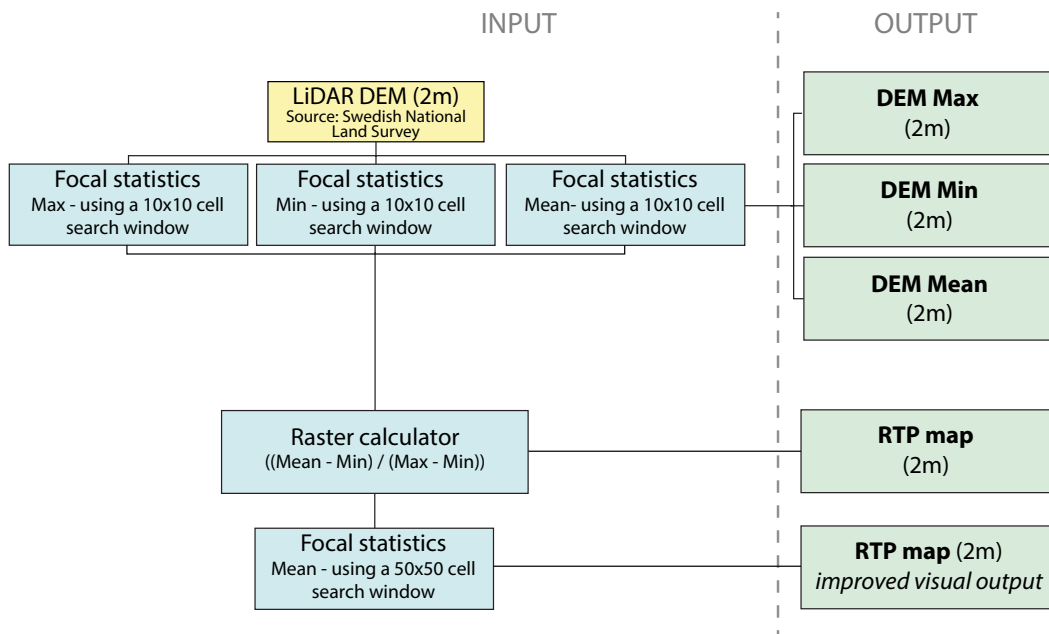 INPUT
OUTPUT
LiDAR DEM (2m)
Source: Swedish National
Land Survey
Focal statistics
Max - using a 10x10 cell
search window
Focal statistics
Min - using a 10x10 cell
search window
Focal statistics
Mean- using a 10x10 cell
search window
DEM Max
(2m)
DEM Min
(2m)
DEM Mean
(2m)
Raster calculator
((Mean - Min) / (Max - Min))
RTP map
(2m)
Focal statistics
Mean - using a 50x50 cell
search window
RTP map (2m)
improved visual output